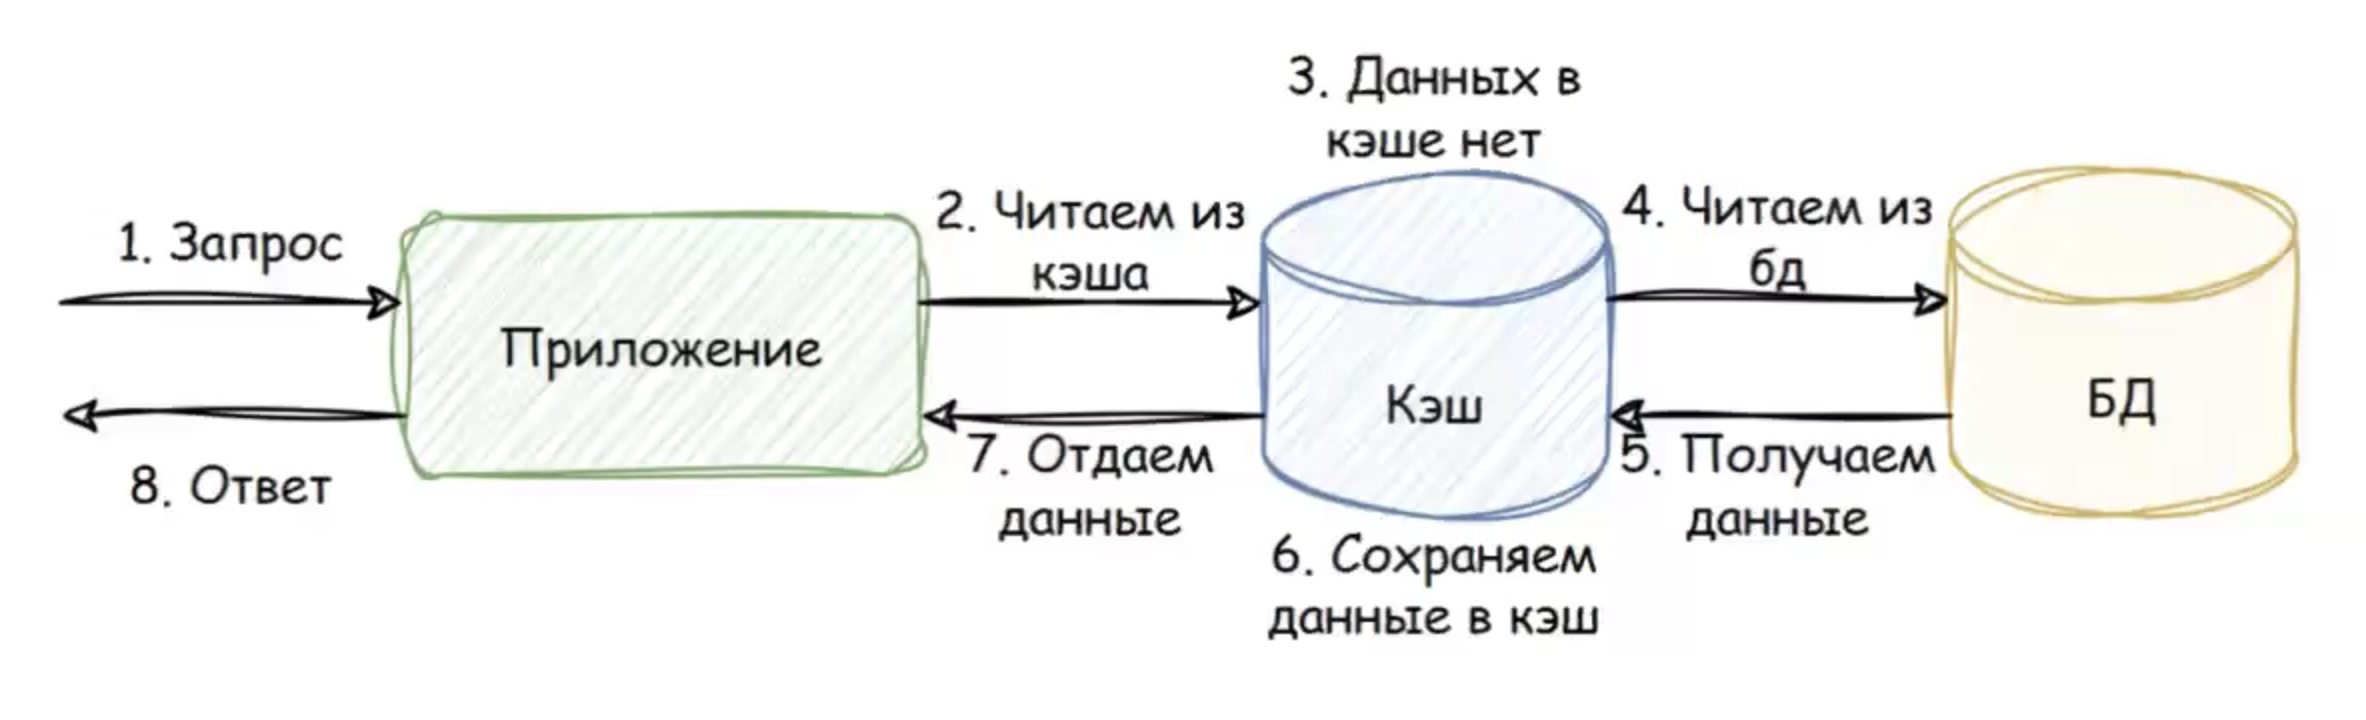 1. Запрос
Приложение
8. Ответ
2. Читаем из
кэша
7. Отдаем
данные
3. Данных в
кэше нет
Кэш
6. Сохраняем
данные в кэш
4. Читаем из
бд
5. Получаем
данные
БД